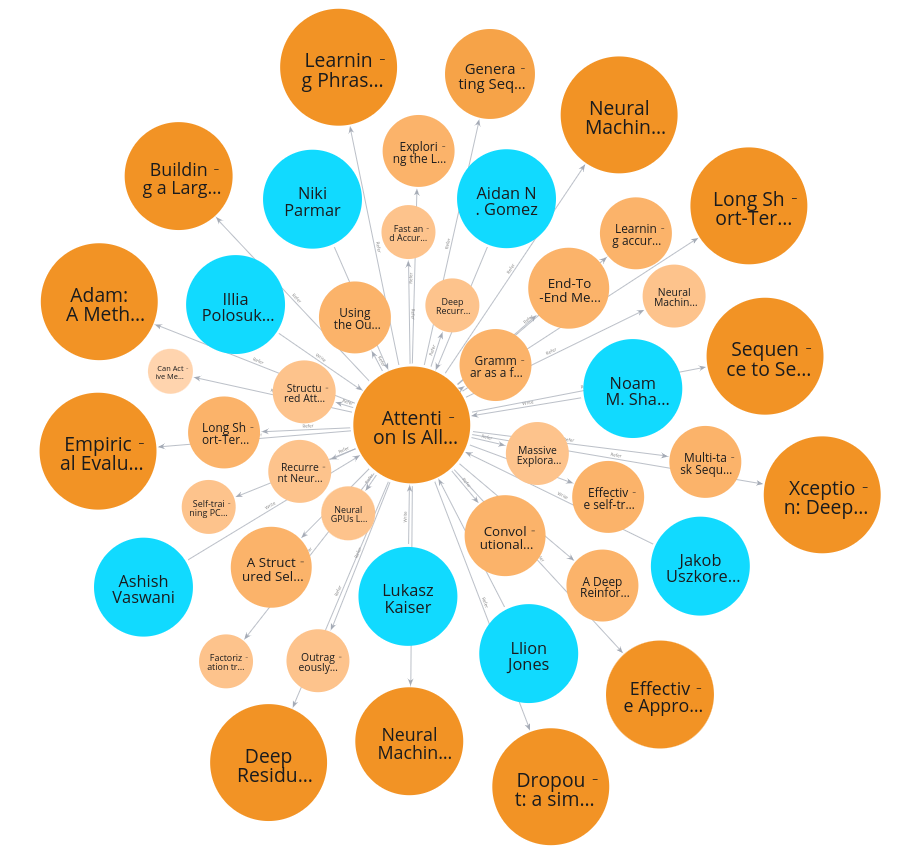 Learnin-
g Phras...
Genera-
ting Seq...
Neural
Machin...
Explori-
ng the L...
Buildin-
g a Larg...
Niki
Parmar
Aidan N
. Gomez
Long Sh-
ort-Ter...
Fast an-
d Accur...
Learnin-
g accur...
Adam:
A Meth...
Illia
Polosuk...
Using
the Ou...
Deep
Recurr...
End-To
-End Me...
Neural
Machin...
Sequen-
ce to Se...
Can Act-
ive Me...
Structu-
red Att...
Gramm-
ar as a f...
Noam
M. Sha...
Attenti-
on Is All...
Empiric-
al Evalu...
Long Sh-
ort-Ter...
Recurre-
nt Neur...
Massive
Explora...
Multi-ta-
sk Sequ...
Xceptio-
n: Deep...
Self-trai-
ning PC...
Neural
GPUs L...
Effectiv-
e self-tr...
Convol-
utional...
A Struct-
ured Sel...
Ashish
Vaswani
Lukasz
Kaiser
A Deep
Reinfor...
Jakob
Uszkore...
Factoriz-
ation tr...
Outrag-
eously...
Llion
Jones
Effectiv-
e Appro...
Deep
Residu...
Neural
Machin...
Dropou-
t: a sim...
Refer
Write